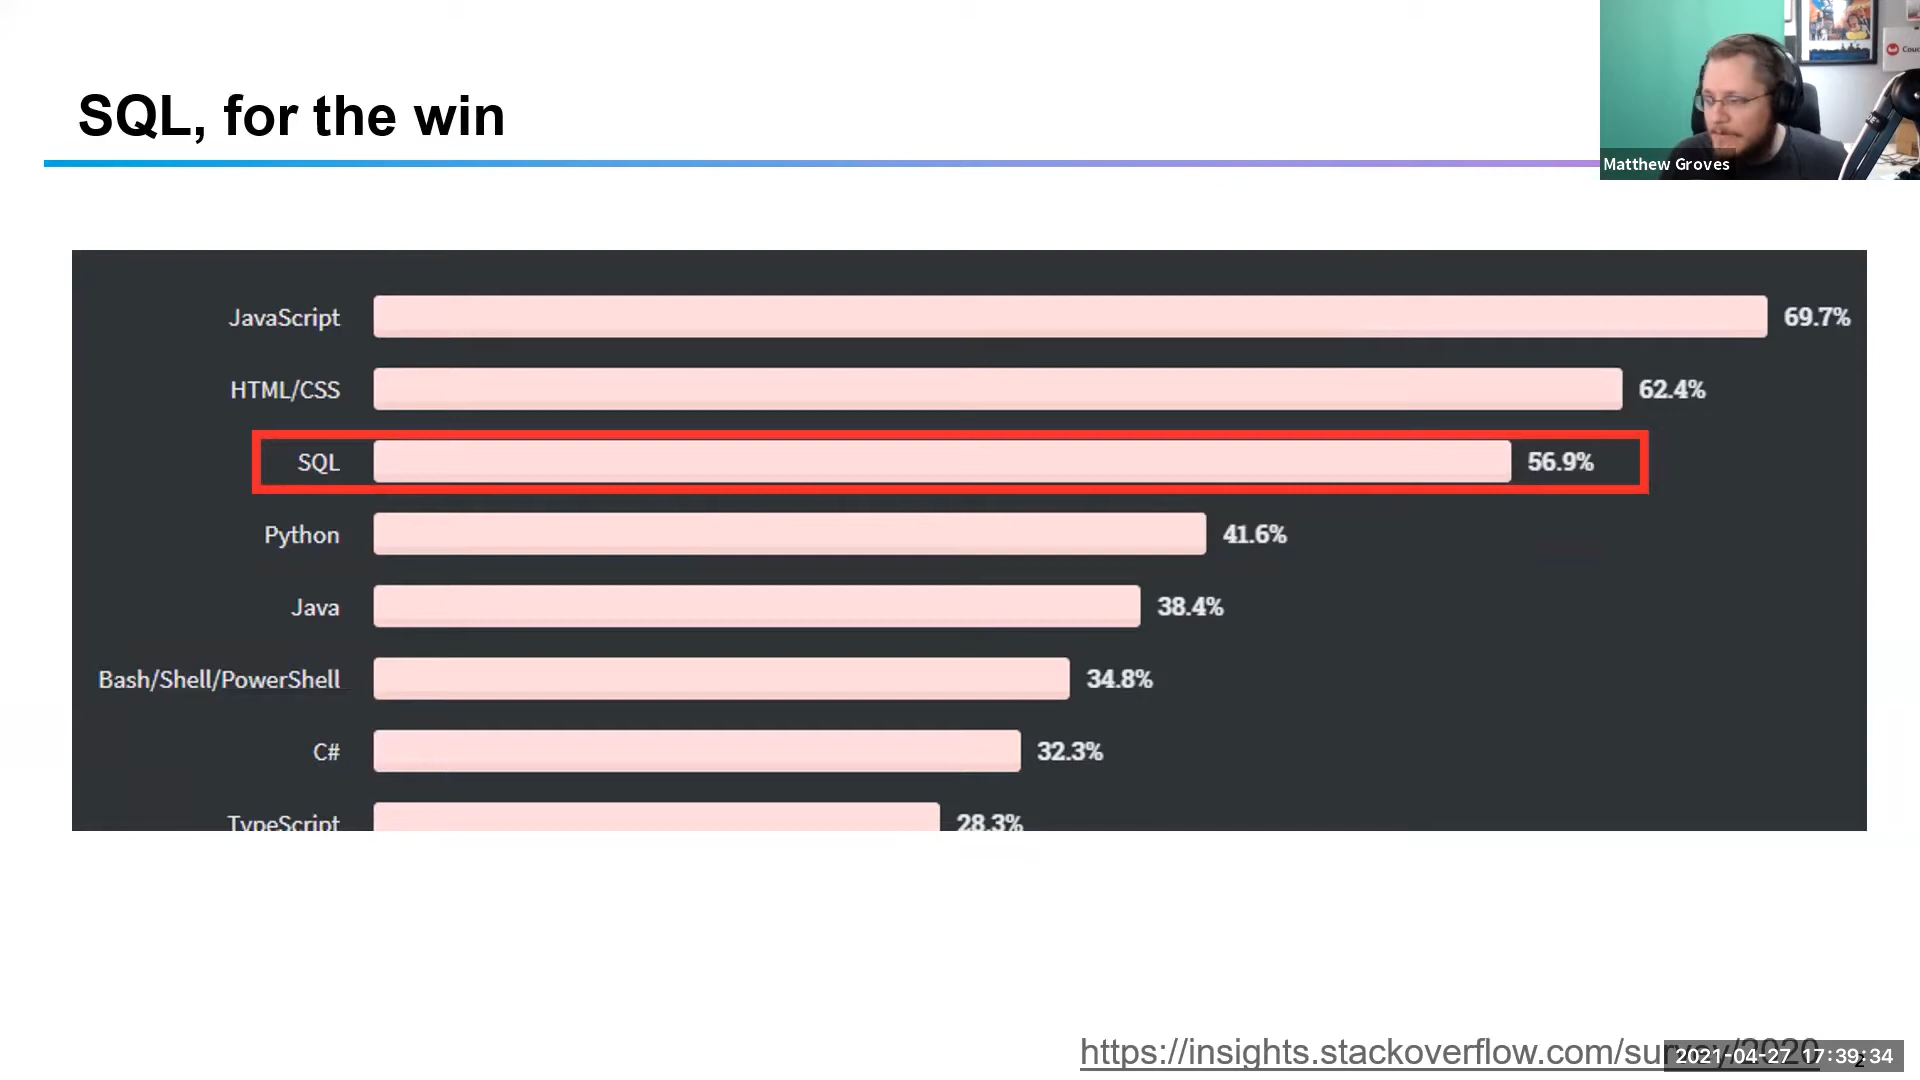 SQL, for the win
Matthew Groves
JavaScript 69.7%
HTML/CSS 62.4%
SQL 56.9%
Python 41.6%
Java 38.4%
Bash/Shell/PowerShell 34.8%
C# 32.3%
TypeScript 28.3%
https://insights.stackoverflow.com/survey/2020
2021-04-27 17:39:34